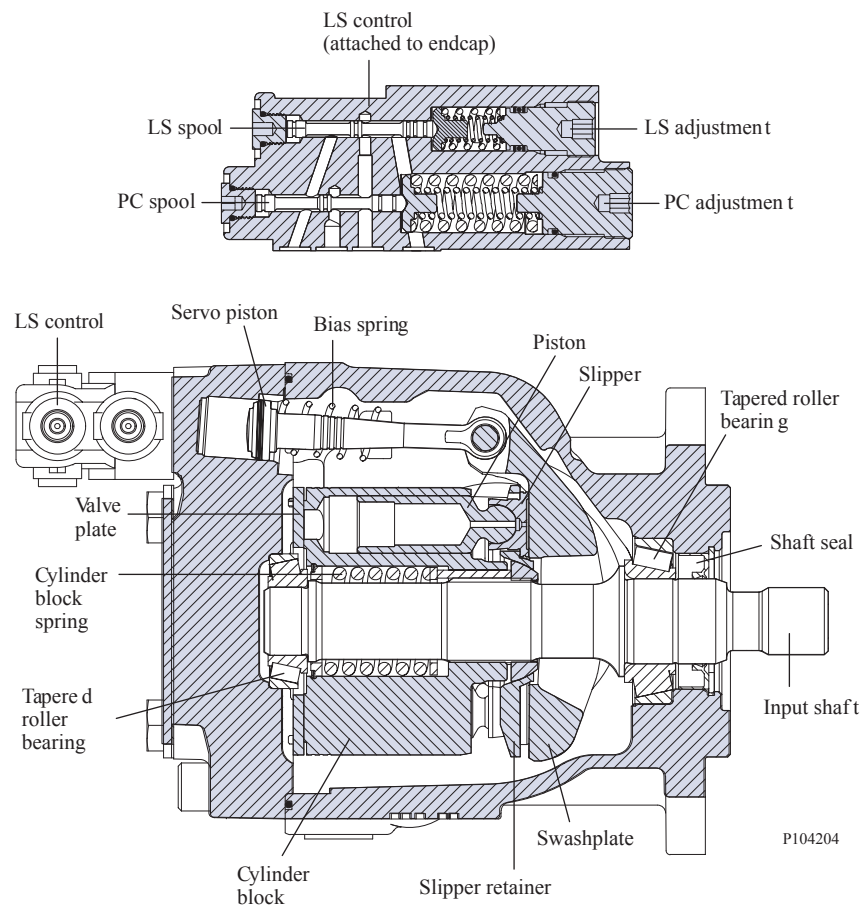 LS control
(attached to endcap)
LS spool
LS adjustment
PC spool
PC adjustment
LS control
Servo piston
Bias spring
Piston
Slipper
Tapered roller
bearing
Valve
plate
Shaft seal
Cylinder
block
spring
Tapered
roller
bearing
Input shaft
Swashplate
P104204
Cylinder
block
Slipper retainer